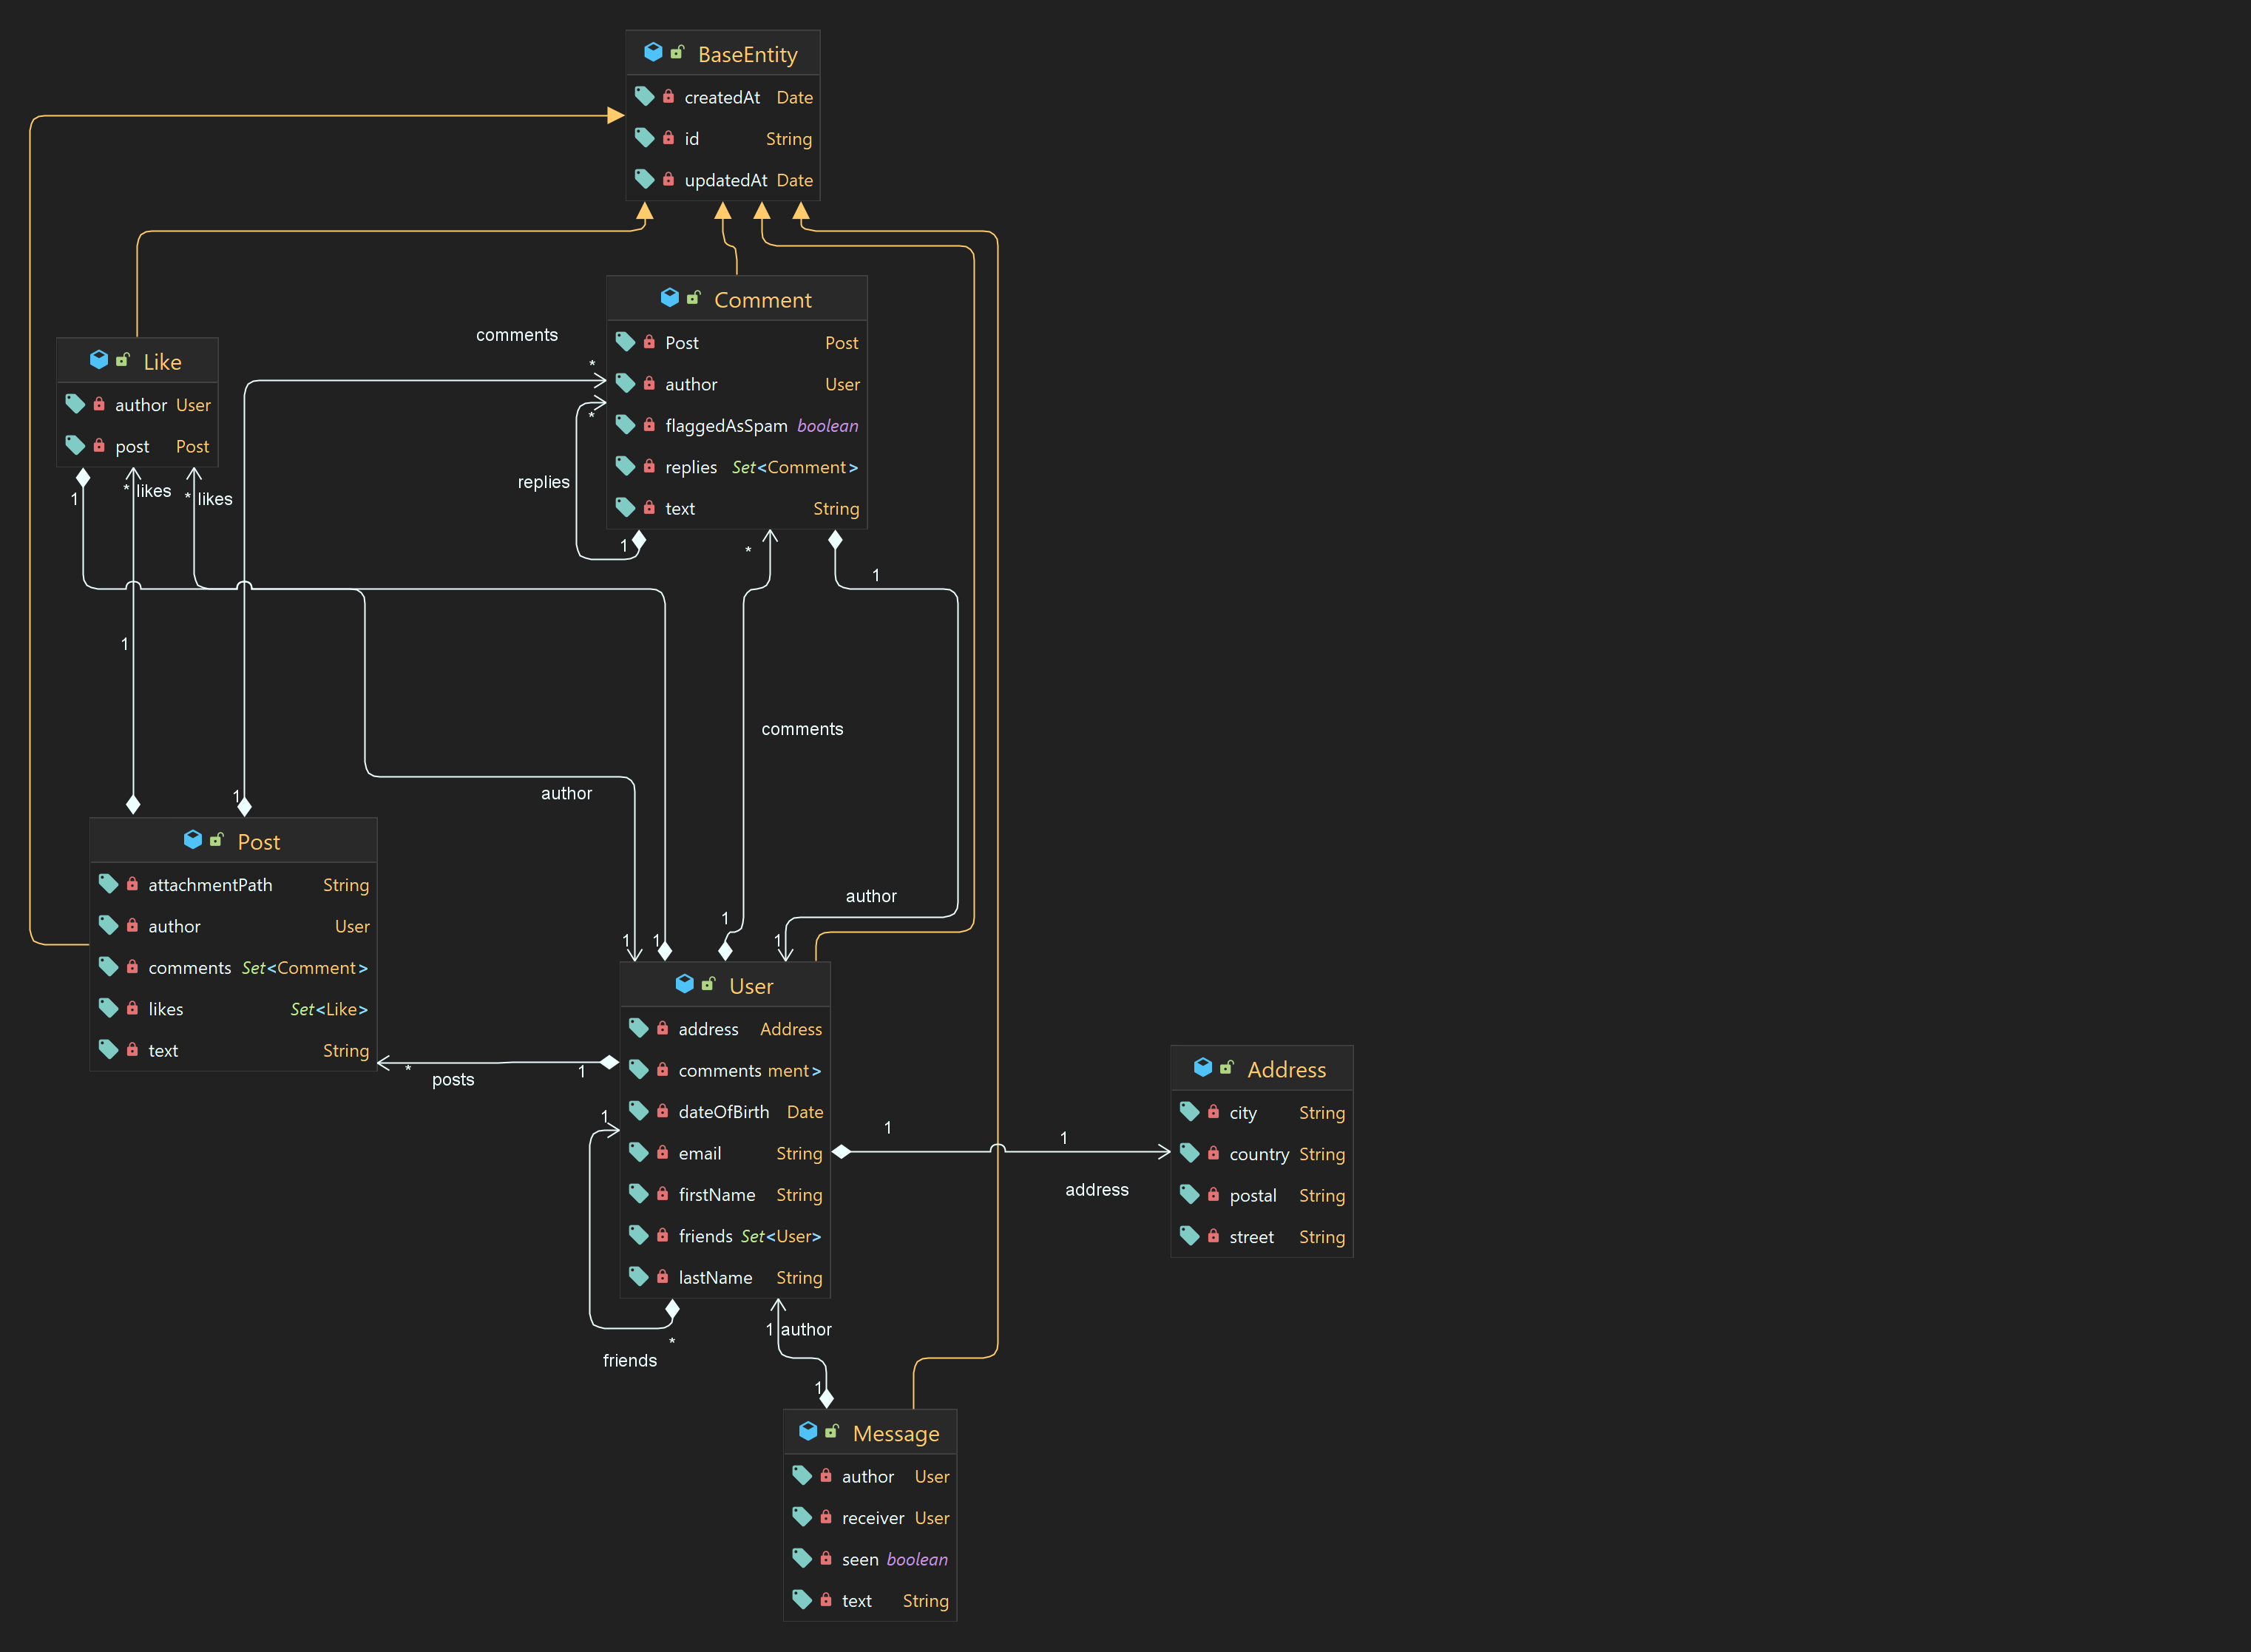 BaseEntity
createdAt Date
id String
updatedAt Date
Comment
Post Post
author User
flaggedAsSpam boolean
replies Set<Comment>
text String
comments
*
*
replies
1
*
1
Like
author User
post Post
1
* likes
* likes
1
comments
author
1
1
1
1
author
1
1
Post
attachmentPath String
author User
comments Set<Comment>
likes Set<Like>
text String
User
address Address
comments ment>
dateOfBirth Date
email String
firstName String
friends Set<User>
lastName String
*
posts
1
1
1
1
address
Address
city String
country String
postal String
street String
*
friends
1 author
1
Message
author User
receiver User
seen boolean
text String